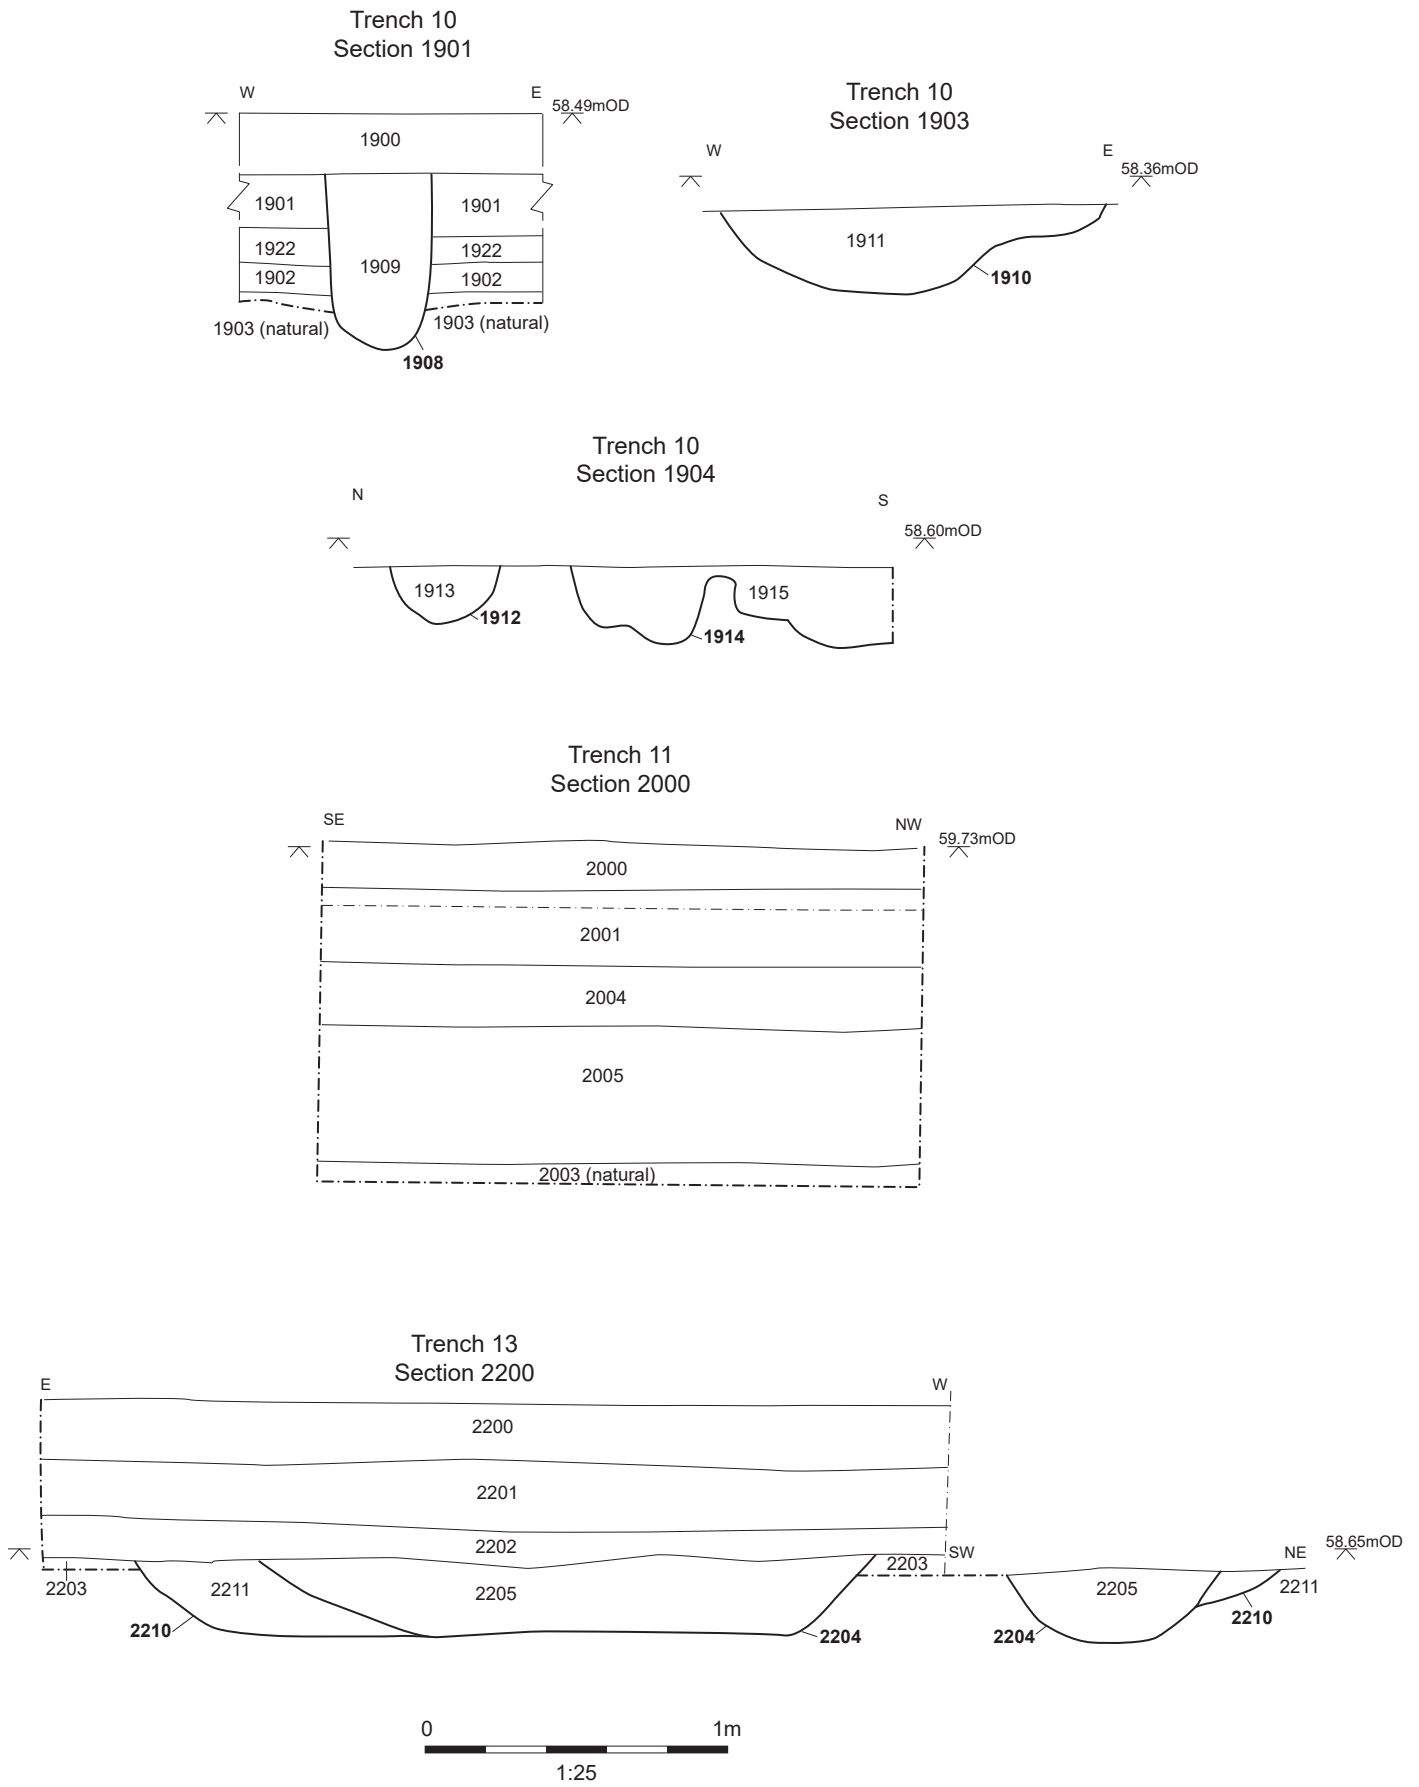 Trench 10
Section 1901
W
E
58.49mOD
1900
1901
1901
1922
1922
1909
1902
1902
1903 (natural)
1903 (natural)
1908
Trench 10
Section 1903
W
E
58.36mOD
1911
1910
Trench 10
Section 1904
N
S
58.60mOD
1913
1915
1912
1914
Trench 11
Section 2000
SE
NW
59.73mOD
2000
2001
2004
2005
2003 (natural)
Trench 13
Section 2200
E
W
2200
2201
2202
2203
SW
NE
58.65mOD
2203
2211
2205
2205
2211
2210
2204
2204
2210
0
1m
1:25